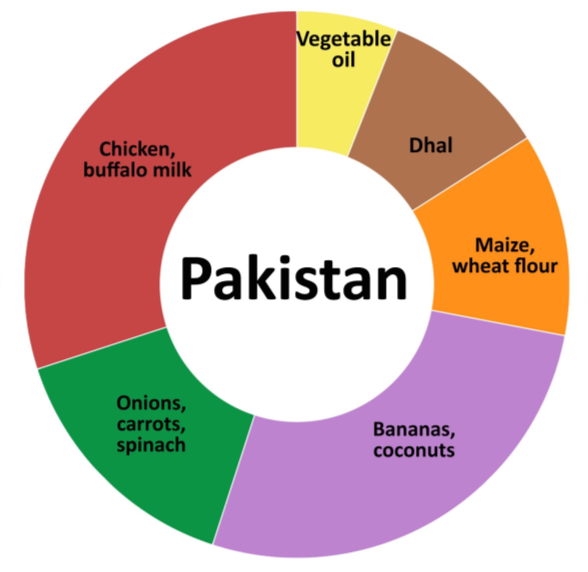 Vegetable
oil
Dhal
Maize,
wheat flour
Bananas,
coconuts
Onions,
carrots,
spinach
Chicken,
buffalo milk
Pakistan